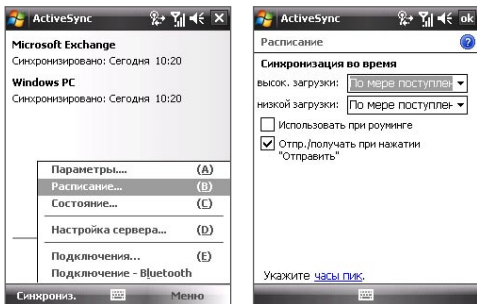 ActiveSync
Microsoft Exchange
Синхронизировано: Сегодня 10:20
Windows PC
Синхронизировано: Сегодня 10:20
Параметры.... (A)
Расписание... (B)
Состояние... (C)
Настройка сервера... (D)
Подключения... (E)
Подключение - Bluetooth
Синхрониз. Меню
ActiveSync ok
Расписание
Синхронизация во время
высок. загрузки: По мере поступлен
низкой загрузки: По мере поступлен
Использовать при роуминге
Отпр./получать при нажатии
"Отправить"
Укажите часы пик.